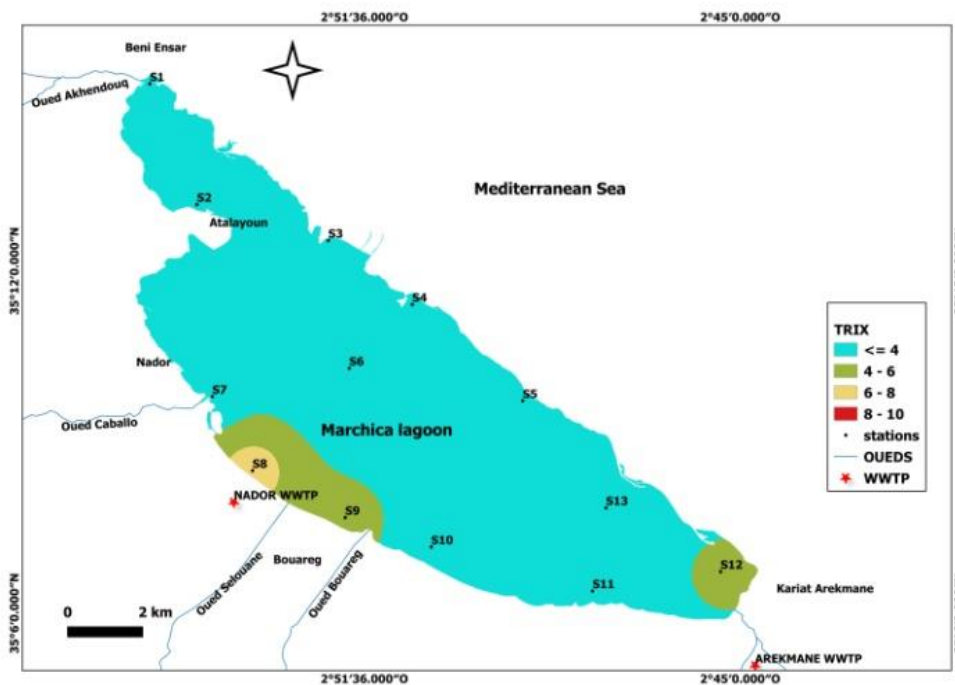 2°51'36.000"O
2°45'0.000"O
Beni Ensar
S1
Oued Akhendouq
Mediterranean Sea
S2
Atalayoun
S3
35°12'0.000"N
S4
TRIX
<= 4
4 - 6
6 - 8
8 - 10
stations
OUEDS
WWTP
Nador
S6
S7
S5
Oued Caballo
Marchica lagoon
S8
NADOR WWTP
S9
S13
S10
Bouareg
Oued Selouane
Oued Bouareg
S12
S11
Kariat Arekmane
35°6'0.000"N
0 2 km
AREKMANE WWTP
2°51'36.000"O
2°45'0.000"O